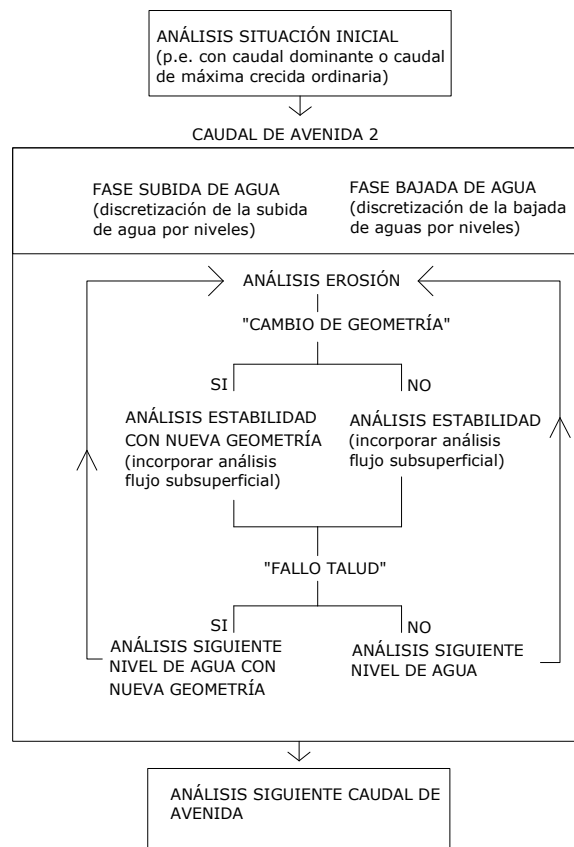 ANÁLISIS SITUACIÓN INICIAL
(p.e. con caudal dominante o caudal
de máxima crecida ordinaria)
CAUDAL DE AVENIDA 2
FASE SUBIDA DE AGUA
(discretización de la subida
de agua por niveles)
FASE BAJADA DE AGUA
(discretización de la bajada
de aguas por niveles)
ANÁLISIS EROSIÓN
"CAMBIO DE GEOMETRÍA"
SI
NO
ANÁLISIS ESTABILIDAD
CON NUEVA GEOMETRÍA
(incorporar análisis
flujo subsuperficial)
ANÁLISIS ESTABILIDAD
(incorporar análisis
flujo subsuperficial)
"FALLO TALUD"
SI
NO
ANÁLISIS SIGUIENTE
NIVEL DE AGUA CON
NUEVA GEOMETRÍA
ANÁLISIS SIGUIENTE
NIVEL DE AGUA
ANÁLISIS SIGUIENTE CAUDAL DE
AVENIDA